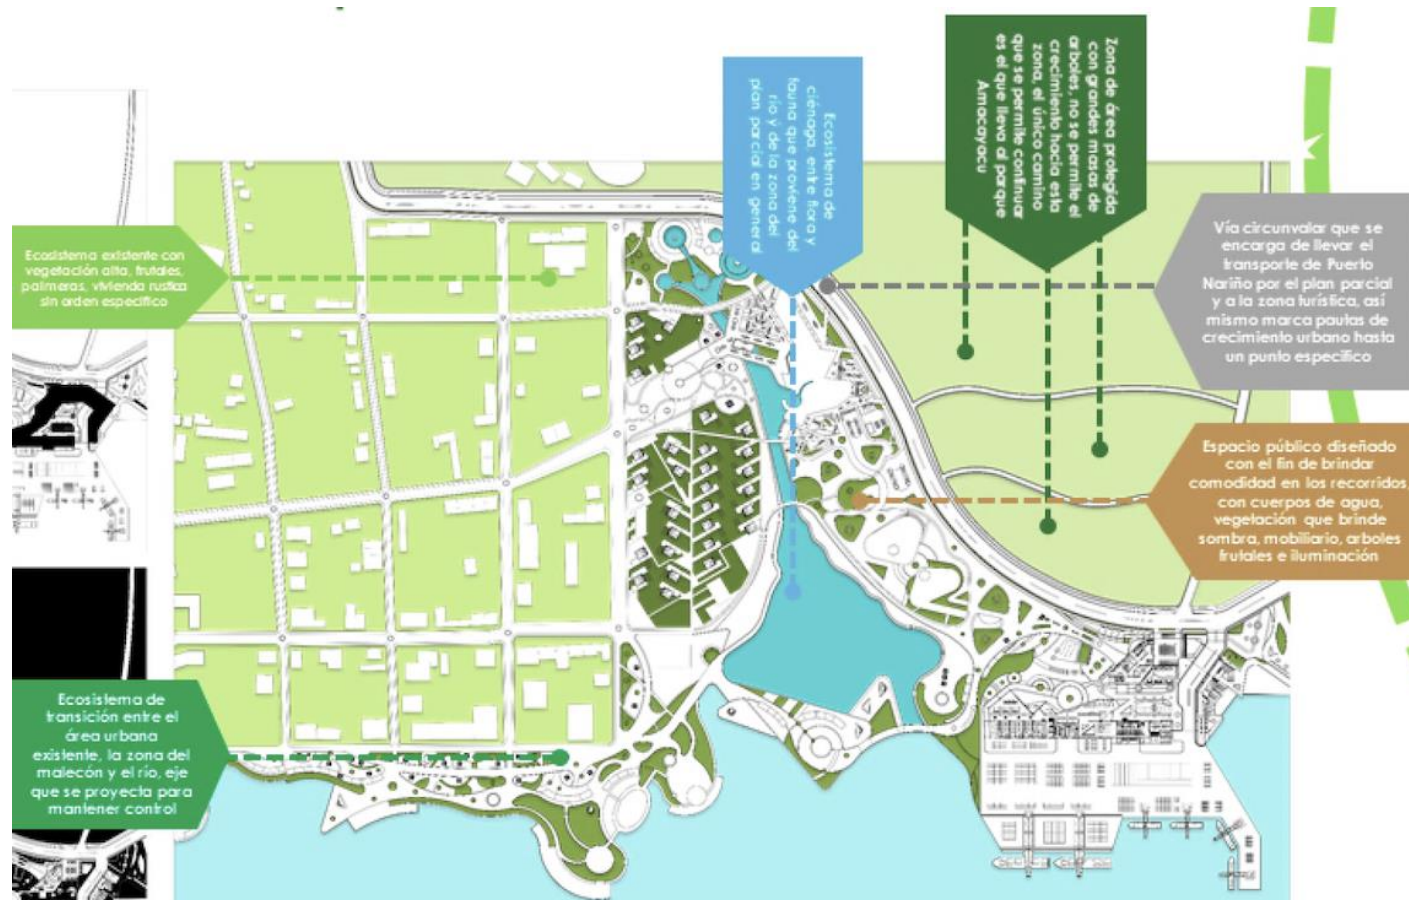 Ecosistema existente con
vegetación alta, frutales,
palmeras, vivienda rustica
sin orden especifico
Ecosistema de
transición entre el
área urbana
existente, la zona del
malecón y el río, eje
que se proyecta para
mantener control
Ecosistema de
ciénaga, entre flora y
fauna que proviene del
río y de la zona del
plan parcial en general
Zona de área protegida
con grandes masas de
arboles, no se permite el
crecimiento hacia esta
zona, el único camino
que se permite continuar
es el que lleva al parque
Amacayacu
Vía circunvalar que se
encarga de llevar el
transporte de Puerto
Nariño por el plan parcial
y a la zona turística, así
mismo marca pautas de
crecimiento urbano hasta
un punto especifico
Espacio público diseñado
con el fin de brindar
comodidad en los recorridos
con cuerpos de agua,
vegetación que brinde
sombra, mobiliario, arboles
frutales e iluminación